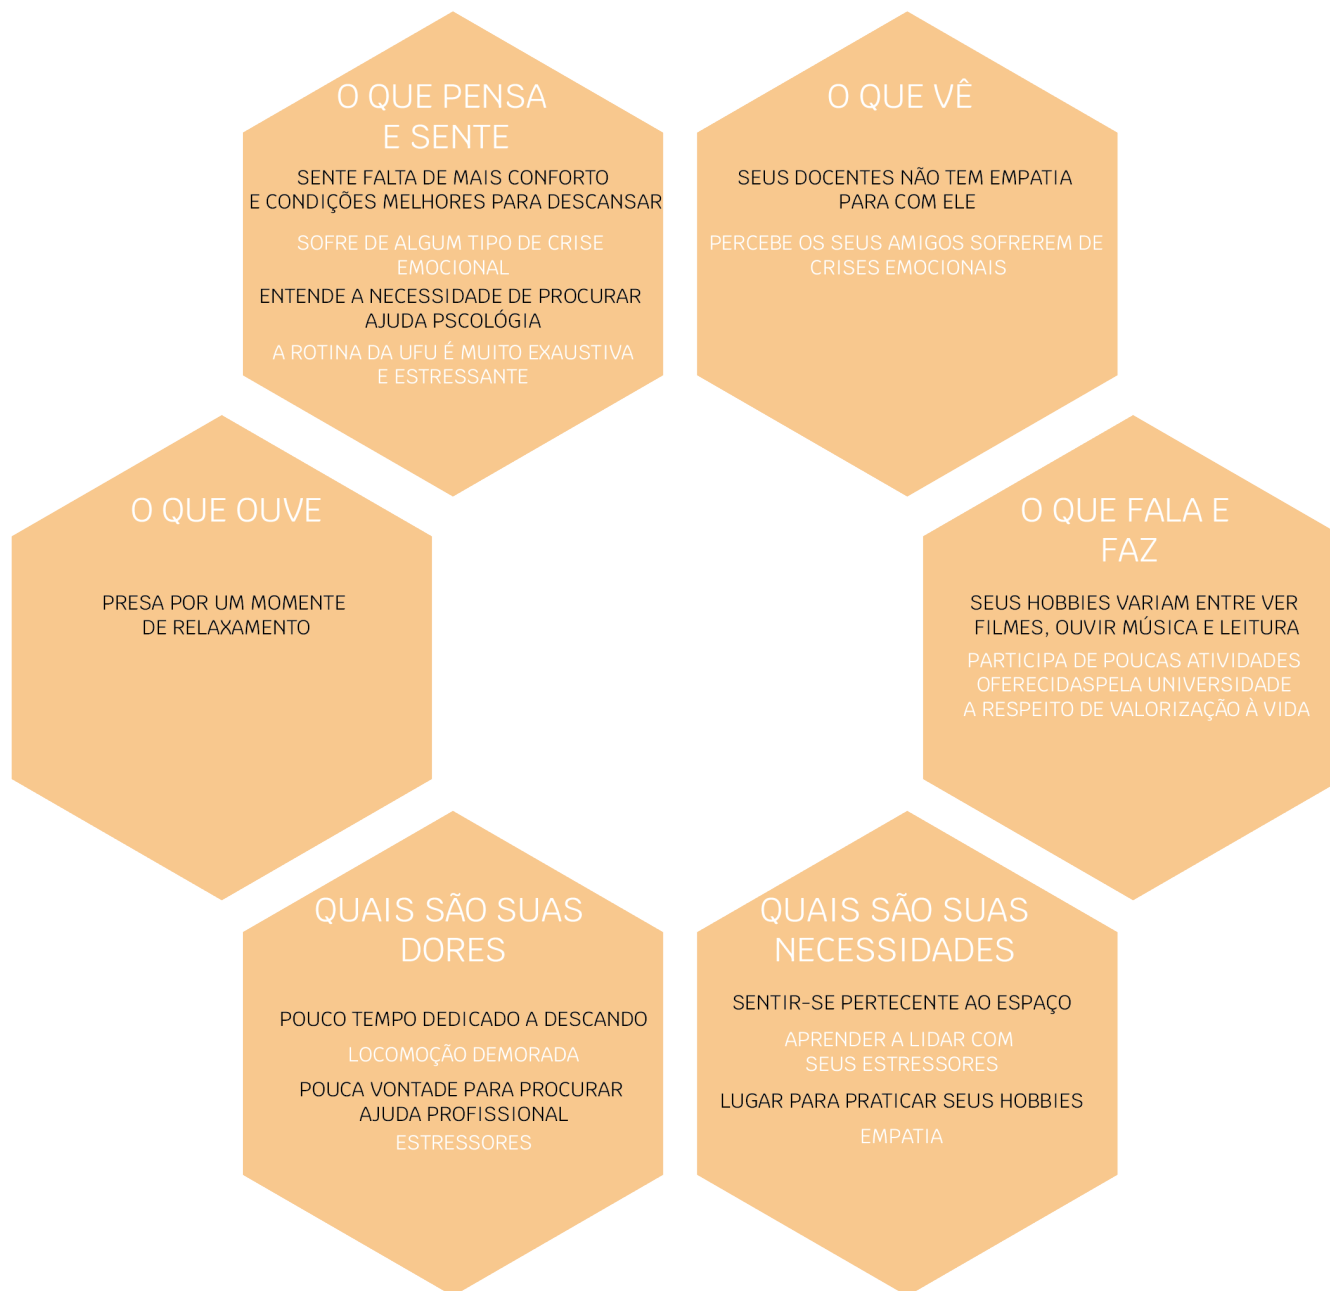 O QUE PENSA
E SENTE
SENTE FALTA DE MAIS CONFORTO
E CONDIÇÕES MELHORES PARA DESCANSAR
SOFRE DE ALGUM TIPO DE CRISE
EMOCIONAL
ENTENDE A NECESSIDADE DE PROCURAR
AJUDA PSCOLÓGIA
A ROTINA DA UFU É MUITO EXAUSTIVA
E ESTRESSANTE
O QUE VÊ
SEUS DOCENTES NÃO TEM EMPATIA
PARA COM ELE
PERCEBE OS SEUS AMIGOS SOFREREM DE
CRISES EMOCIONAIS
O QUE OUVE
PRESA POR UM MOMENTE
DE RELAXAMENTO
O QUE FALA E
FAZ
SEUS HOBBIES VARIAM ENTRE VER
FILMES, OUVIR MÚSICA E LEITURA
PARTICIPA DE POUCAS ATIVIDADES
OFERECIDASPELA UNIVERSIDADE
A RESPEITO DE VALORIZAÇÃO À VIDA
QUAIS SÃO SUAS
DORES
POUCO TEMPO DEDICADO A DESCANDO
LOCOMOÇÃO DEMORADA
POUCA VONTADE PARA PROCURAR
AJUDA PROFISSIONAL
ESTRESSORES
QUAIS SÃO SUAS
NECESSIDADES
SENTIR-SE PERTECENTE AO ESPAÇO
APRENDER A LIDAR COM
SEUS ESTRESSORES
LUGAR PARA PRATICAR SEUS HOBBIES
EMPATIA